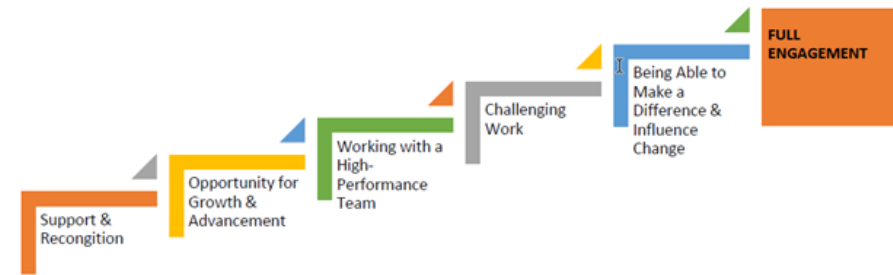 Support &
Recongition
Opportunity for
Growth &
Advancement
Working with a
High-
Performance
Team
Challenging
Work
Being Able to
Make a
Difference &
Influence
Change
FULL
ENGAGEMENT